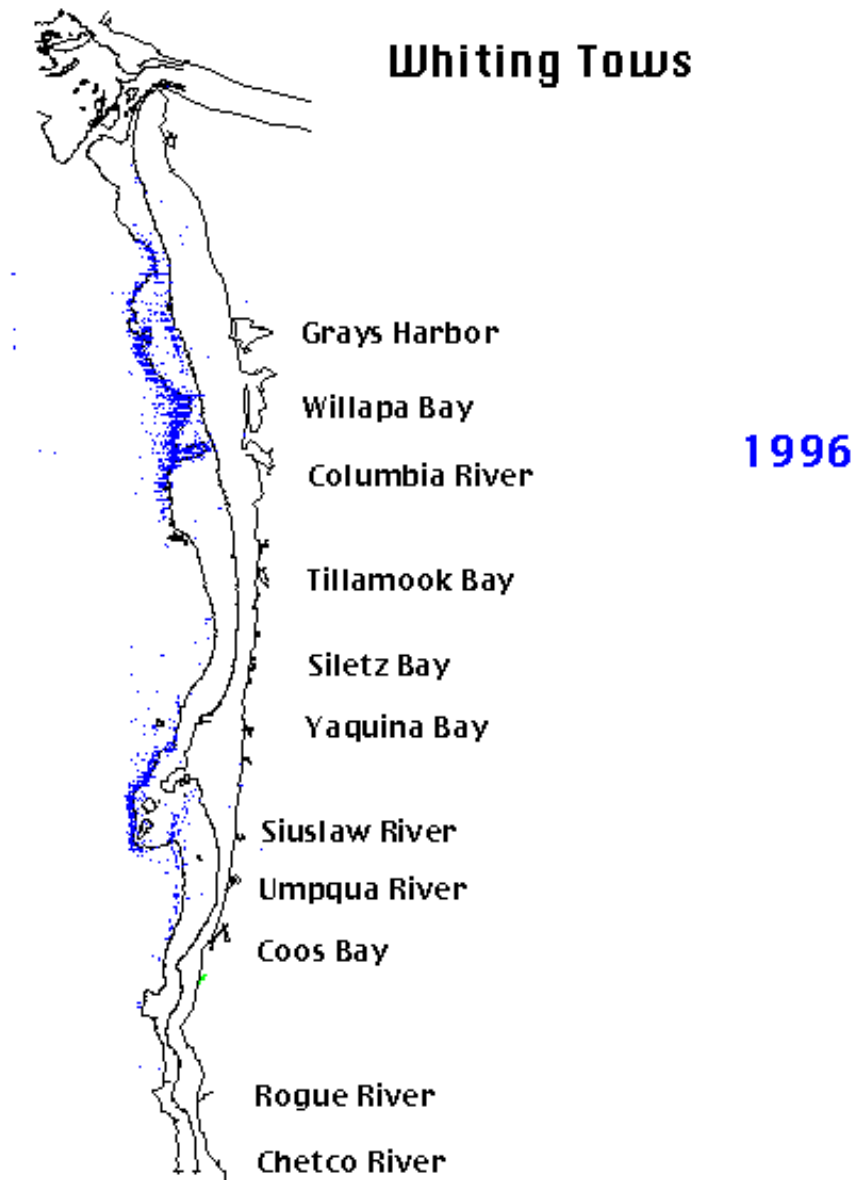 Whiting Tows
Grays Harbor
Willapa Bay
1996
Columbia River
Tillamook Bay
Siletz Bay
Yaquina Bay
Siuslaw River
Umpqua River
Coos Bay
Rogue River
Chetco River